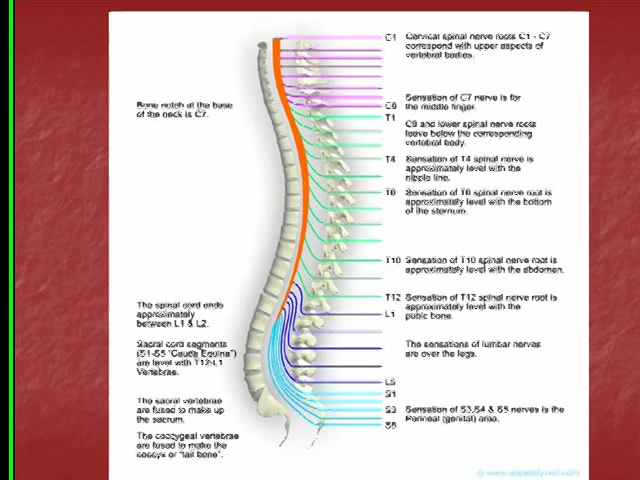 C1
Cervical spinal nerve roots C1 - C7
correspond with upper aspects of
vertebral bodies.
Bone notch at the base
of the neck is C7.
Sensation of C7 nerve is for
the middle finger.
C8
T1
C8 and lower spinal nerve roots
leave below the corresponding
vertebral body.
T4
Sensation of T4 spinal nerve is
approximately level with the
nipple line.
T6
Sensation of T6 spinal nerve root is
approximately level with the bottom
of the sternum.
T10
Sensation of T10 spinal nerve root is
approximately level with the abdomen.
T12
Sensation of T12 spinal nerve root is
approximately level with the
pubic bone.
L1
The spinal cord ends
approximately
between L1 & L2.
Sacral cord segments
(S1-S5 "Cauda Equina")
are level with T12-L1
Vertebrae.
The sensations of lumbar nerves
are over the legs.
L5
S1
S3
Sensation of S3,S4 & S5 nerves is the
Perineal (genital) area.
S5
The sacral vertebrae
are fused to make up
the sacrum.
The coccygeal vertebrae
are fused to make the
coccyx or "tail bone".